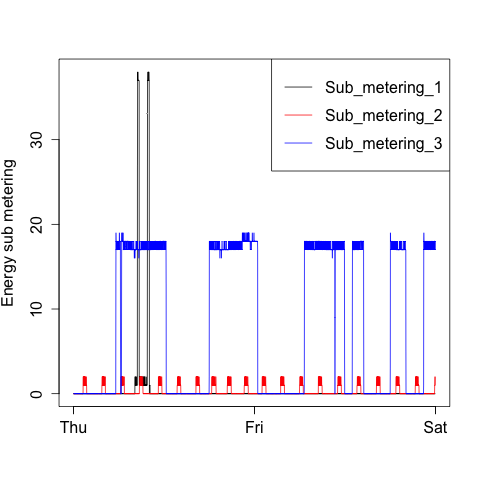 Sub_metering_1
Sub_metering_2
Sub_metering_3
Energy sub metering
30
20
10
0
Thu Fri Sat